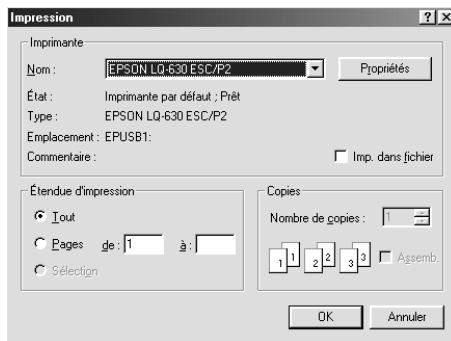 Impression
Imprimante
Nom : EPSON LQ-630 ESC/P2 Propriétés
État : Imprimante par défaut ; Prêt
Type : EPSON LQ-630 ESC/P2
Emplacement : EPUSB1:
Commentaire : Imp. dans fichier
Étendue d'impression
Tout
Pages de : 1 à :
Sélection
Copies
Nombre de copies : 1
1 1 2 2 3 3 Assemb.
OK Annuler